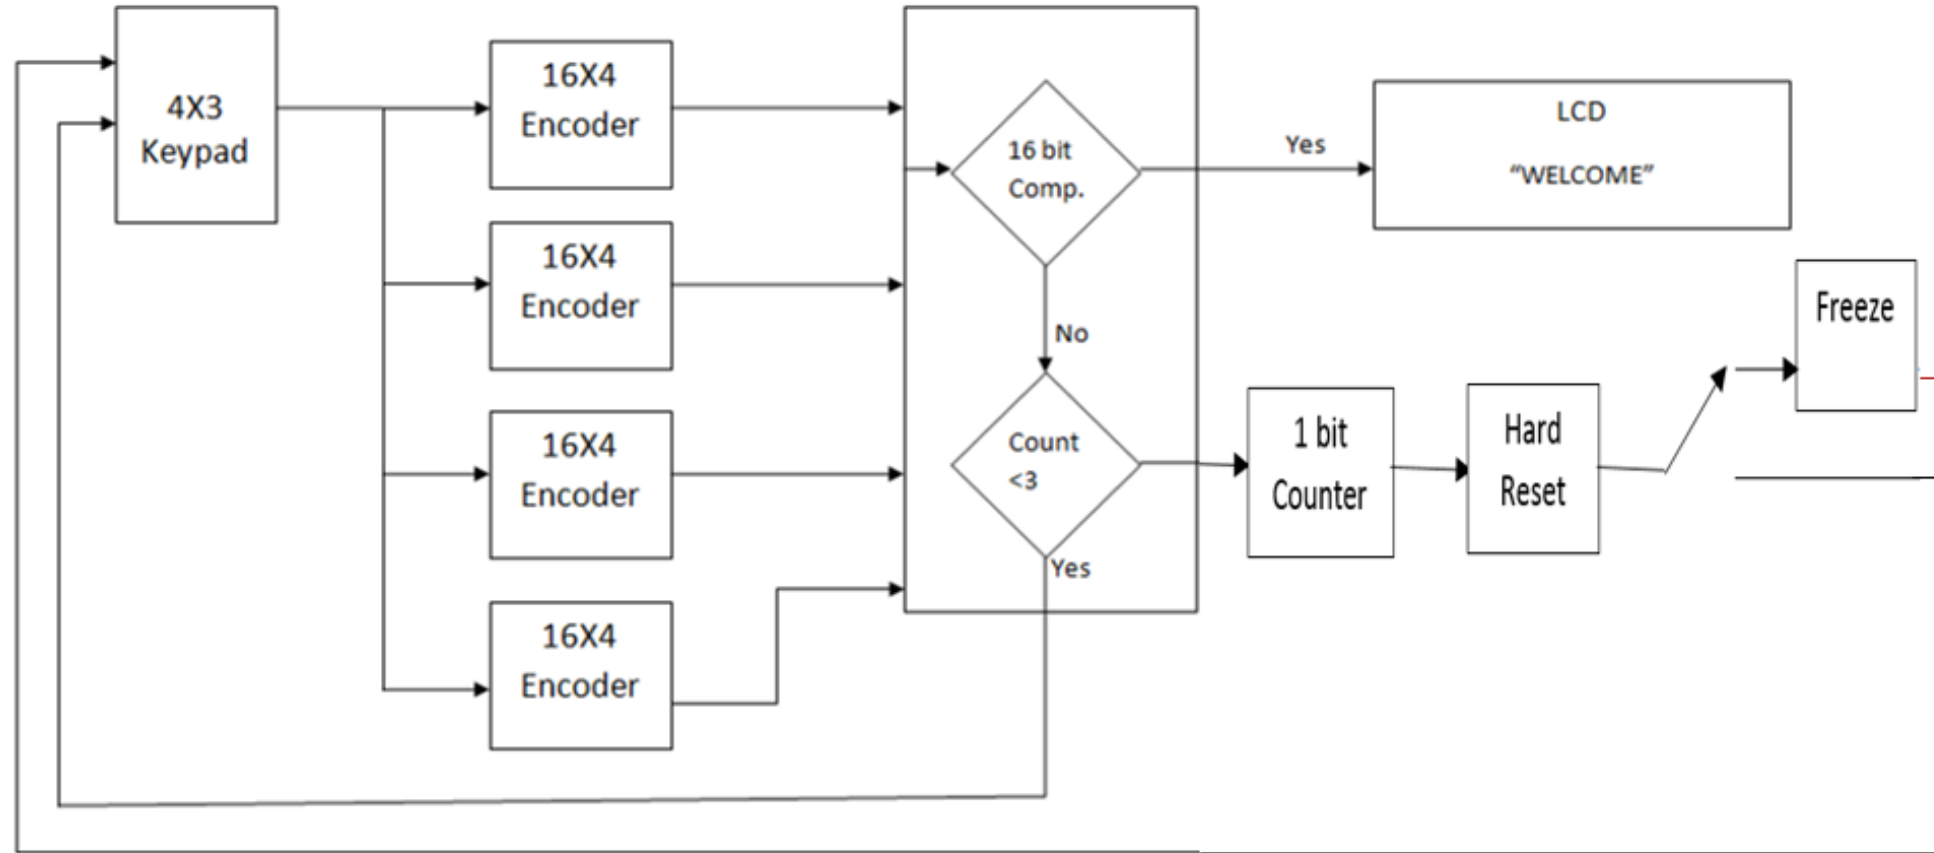 4X3
Keypad
16X4
Encoder
16X4
Encoder
16X4
Encoder
16X4
Encoder
16 bit
Comp.
Yes
No
Count
<3
Yes
LCD
“WELCOME”
1 bit
Counter
Hard
Reset
Freeze